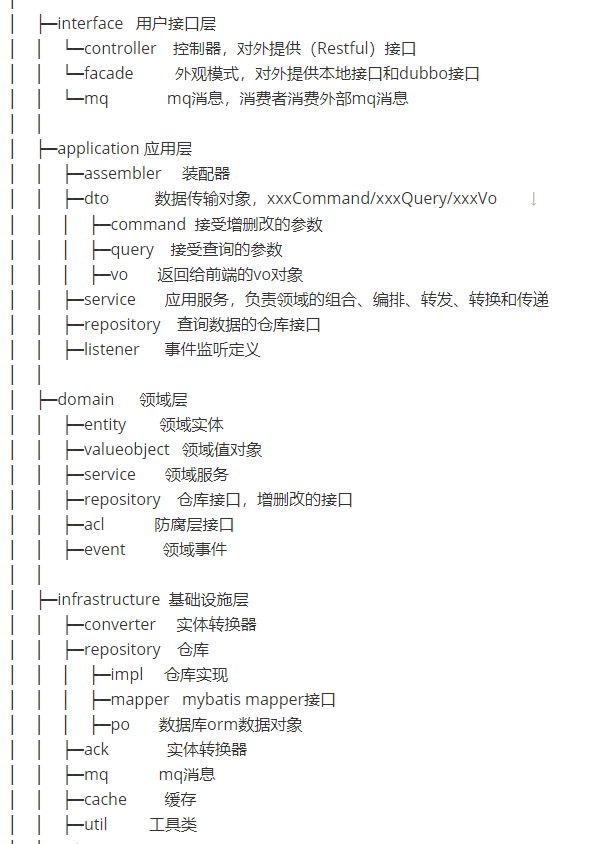 ├─interface 用户接口层
│ └─controller 控制器，对外提供（Restful）接口
│ └─facade 外观模式，对外提供本地接口和dubbo接口
│ └─mq mq消息，消费者消费外部mq消息
│
├─application 应用层
│ ├─assembler 装配器
│ ├─dto 数据传输对象，xxxCommand/xxxQuery/xxxVo ↓
│ │ ├─command 接受增删改的参数
│ │ ├─query 接受查询的参数
│ │ ├─vo 返回给前端的vo对象
│ ├─service 应用服务，负责领域的组合、编排、转发、转换和传递
│ ├─repository 查询数据的仓库接口
│ ├─listener 事件监听定义
│
├─domain 领域层
│ ├─entity 领域实体
│ ├─valueobject 领域值对象
│ ├─service 领域服务
│ ├─repository 仓库接口，增删改的接口
│ ├─acl 防腐层接口
│ ├─event 领域事件
│
├─infrastructure 基础设施层
│ ├─converter 实体转换器
│ ├─repository 仓库
│ │ ├─impl 仓库实现
│ │ ├─mapper mybatis mapper接口
│ │ ├─po 数据库orm数据对象
│ ├─ack 实体转换器
│ ├─mq mq消息
│ ├─cache 缓存
│ ├─util 工具类